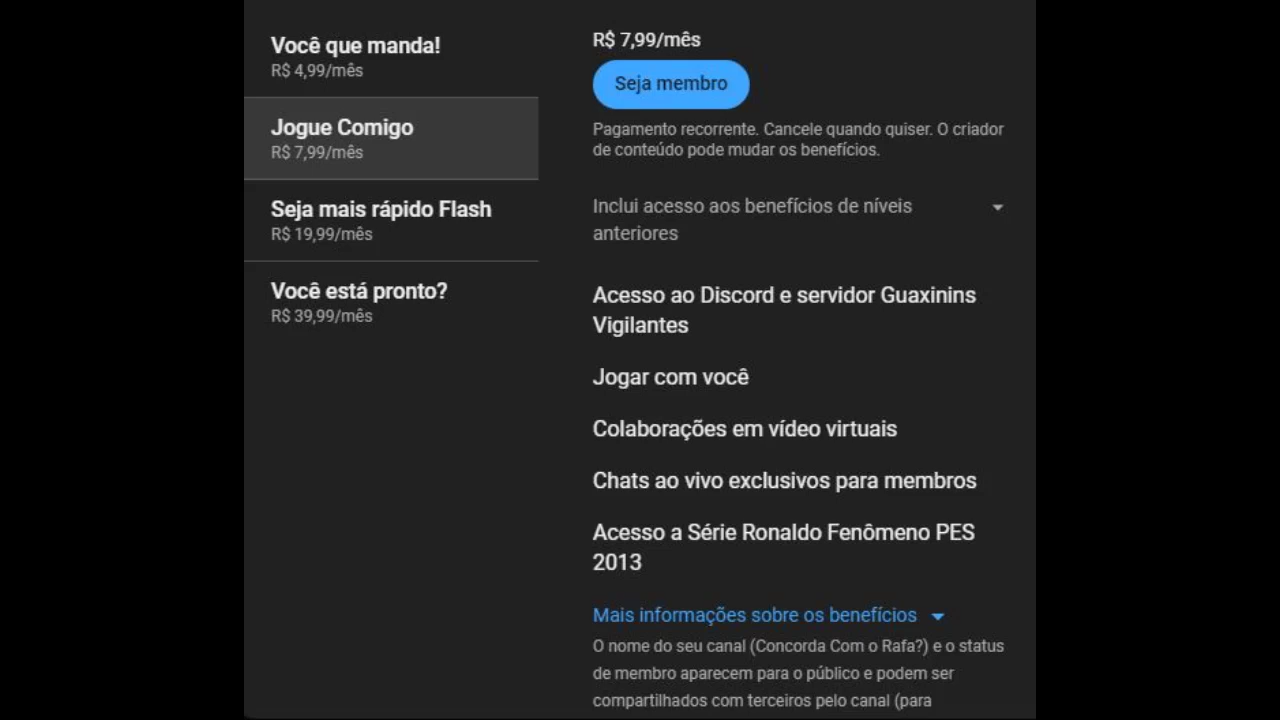 Você que manda!
R$ 4,99/mês
Jogue Comigo
R$ 7,99/mês
Seja mais rápido Flash
R$ 19,99/mês
Você está pronto?
R$ 39,99/mês
R$ 7,99/mês
Seja membro
Pagamento recorrente. Cancele quando quiser. O criador
de conteúdo pode mudar os benefícios.
Inclui acesso aos benefícios de níveis
anteriores
Acesso ao Discord e servidor Guaxinins
Vigilantes
Jogar com você
Colaborações em vídeo virtuais
Chats ao vivo exclusivos para membros
Acesso a Série Ronaldo Fenômeno PES
2013
Mais informações sobre os benefícios
O nome do seu canal (Concorda Com o Rafa?) e o status
de membro aparecem para o público e podem ser
compartilhados com terceiros pelo canal (para